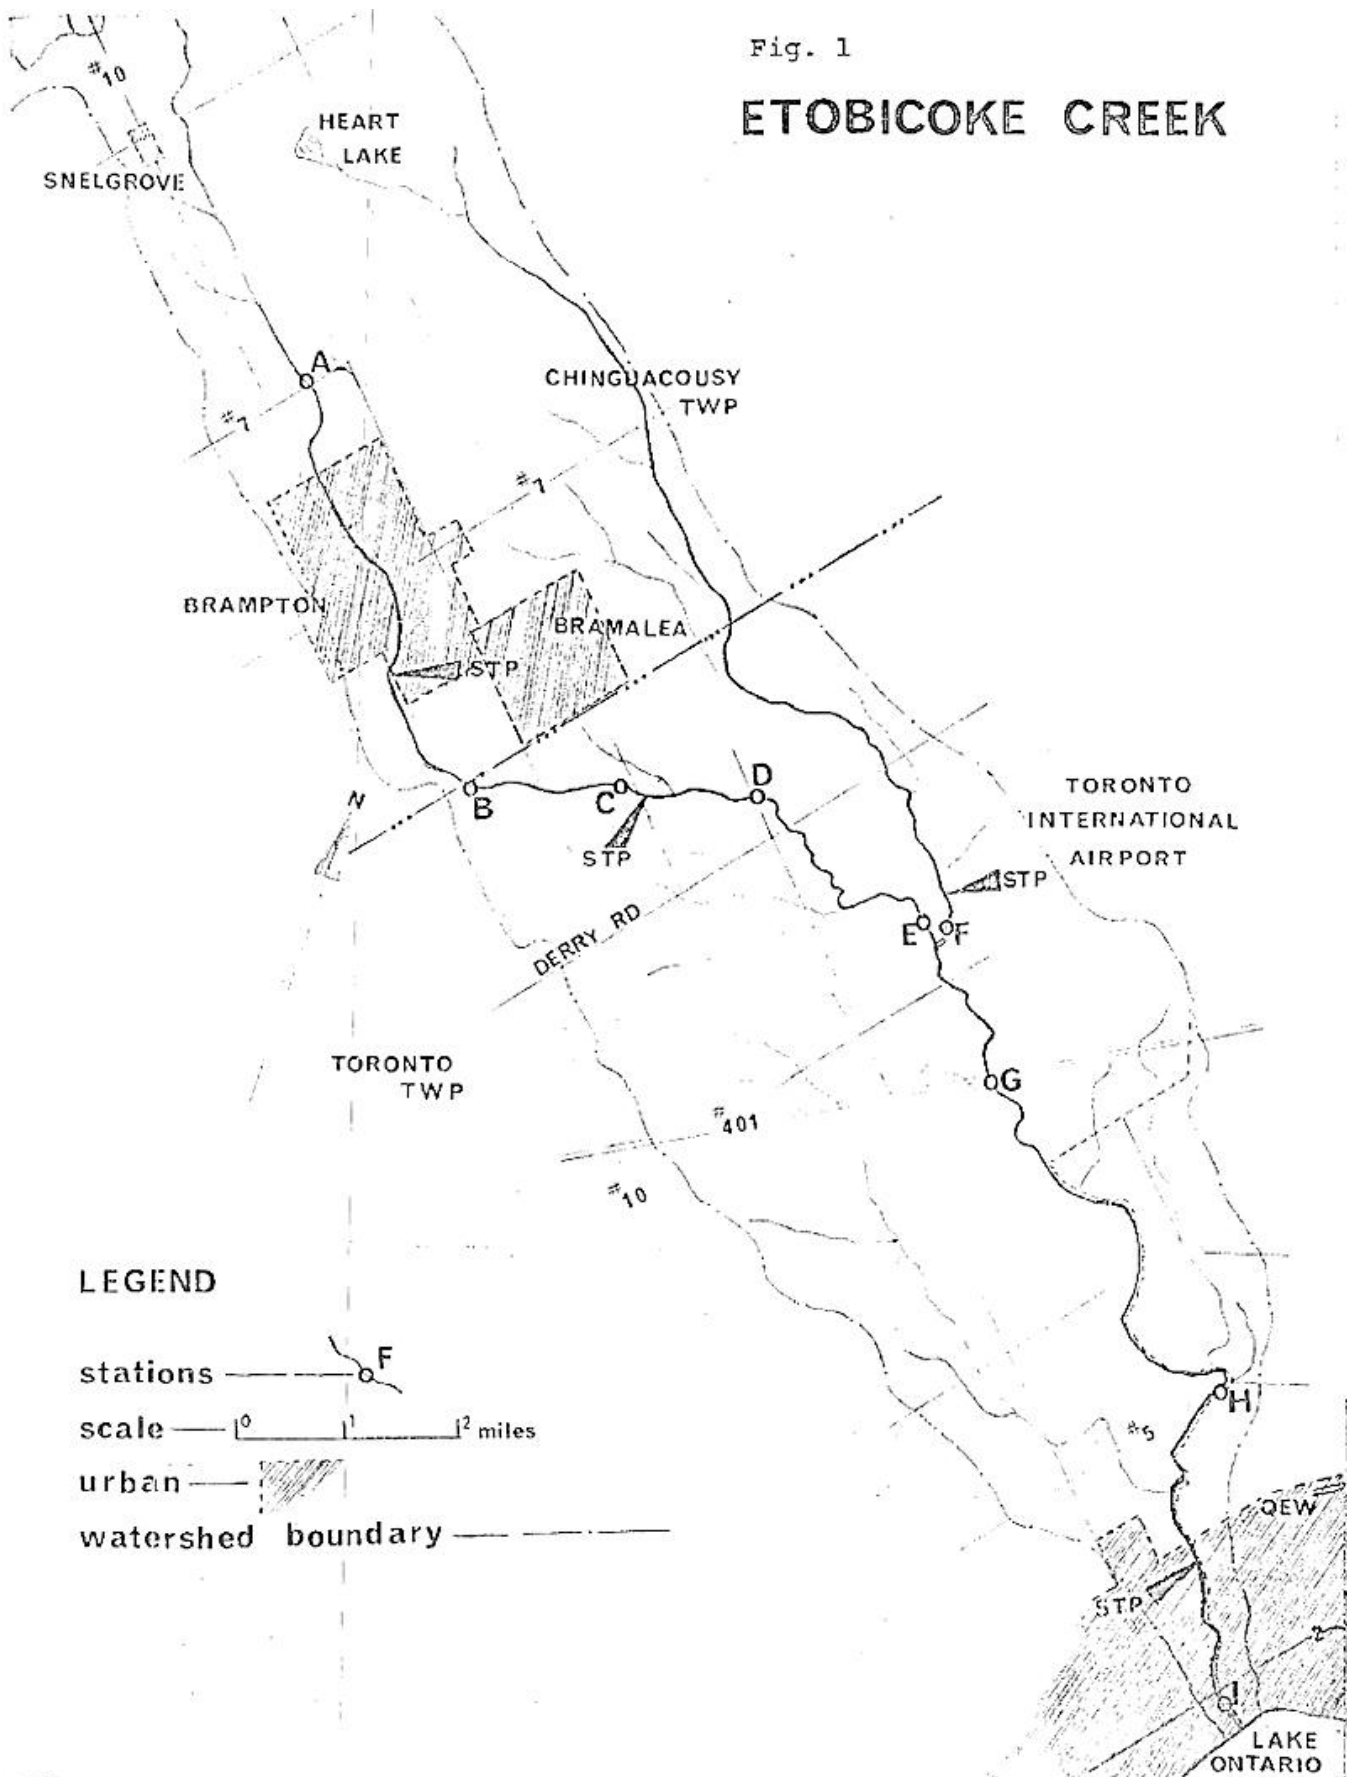 Fig. 1
ETOBICOKE CREEK
#10
HEART
LAKE
SNELGROVE
A
CHINGUACOUSY
TWP
#7
#7
BRAMPTON
BRAMALEA
STP
N
B
C
D
STP
TORONTO
INTERNATIONAL
AIRPORT
STP
E
F
DERRY RD
TORONTO
TWP
G
#401
#10
LEGEND
stations
F
scale
0 1 2 miles
urban
watershed boundary
H
#5
QEW
STP
2
I
LAKE
ONTARIO